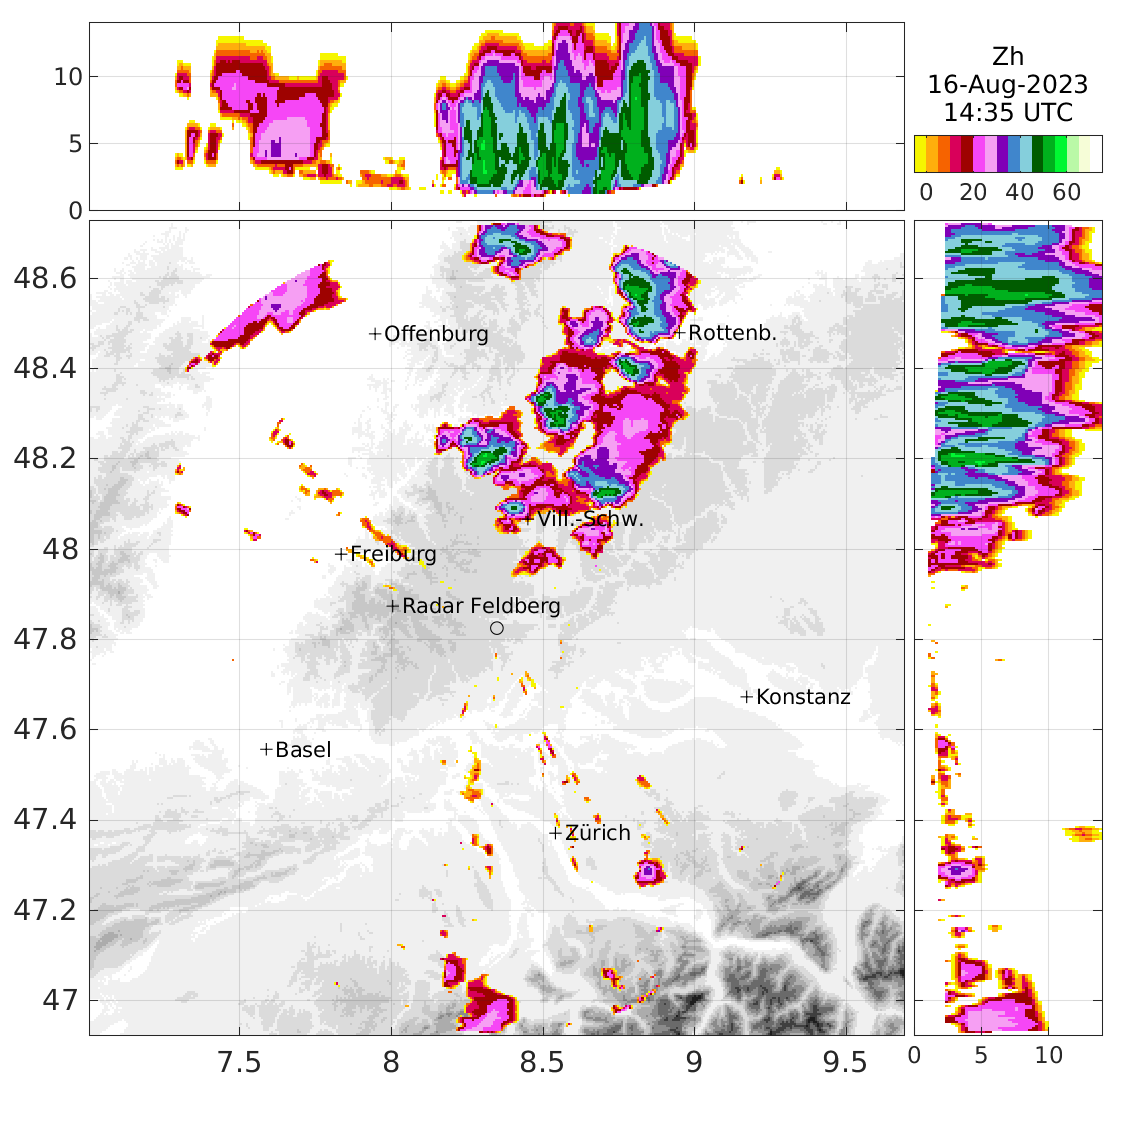 Zh
16-Aug-2023
14:35 UTC
0 20 40 60
10
5
0
48.6
48.4
48.2
48
47.8
47.6
47.4
47.2
47
Offenburg
Rottenb.
Vill.-Schw.
Freiburg
Radar Feldberg
Konstanz
Basel
Zürich
7.5 8 8.5 9 9.5
0 5 10